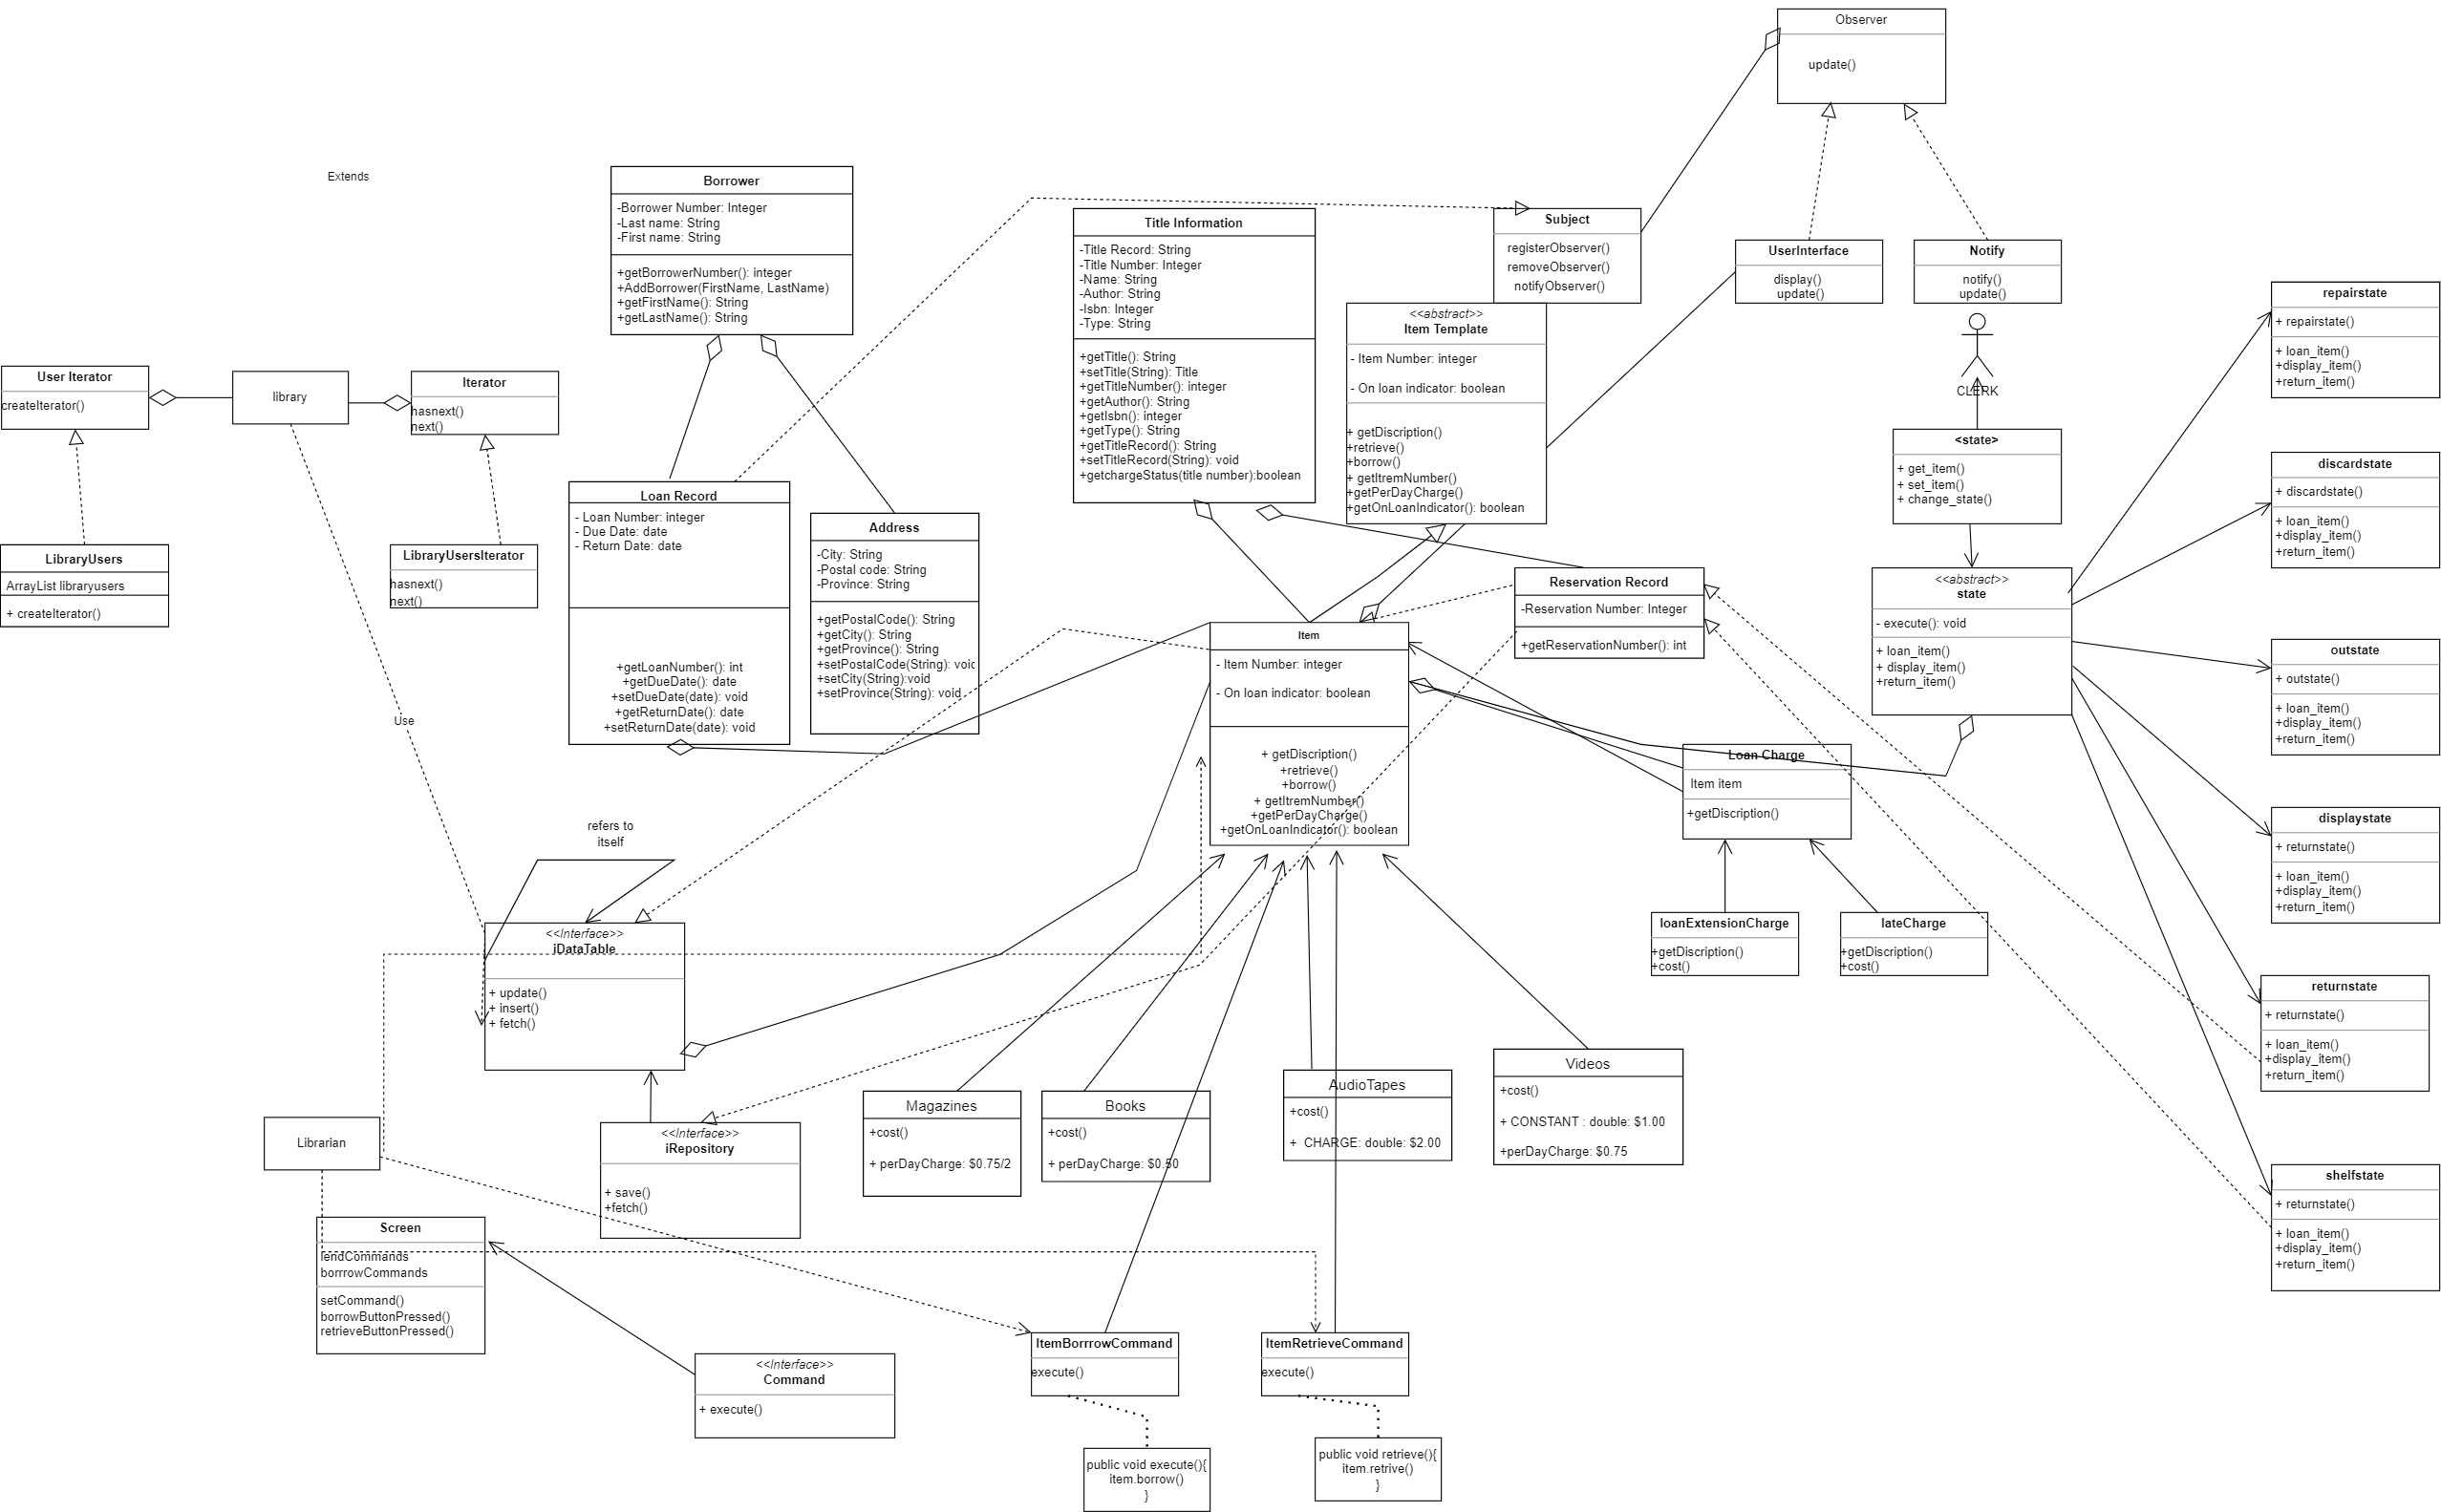 Observer
update()
Extends
Borrower
-Borrower Number: Integer
-Last name: String
-First name: String
+getBorrowerNumber(): integer
+AddBorrower(FirstName, LastName)
+getFirstName(): String
+getLastName(): String
Title Information
-Title Record: String
-Title Number: Integer
-Name: String
-Author: String
-Isbn: Integer
-Type: String
+getTitle(): String
+setTitle(String): Title
+getTitleNumber(): integer
+getAuthor(): String
+getIsbn(): integer
+getType(): String
+getTitleRecord(): String
+setTitleRecord(String): void
+getchargeStatus(title number):boolean
Subject
registerObserver()
removeObserver()
notifyObserver()
<<abstract>>
Item Template
- Item Number: integer
- On loan indicator: boolean
+ getDiscription()
+retrieve()
+borrow()
+ getItremNumber()
+getPerDayCharge()
+getOnLoanIndicator(): boolean
UserInterface
display()
update()
Notify
notify()
update()
CLERK
<state>
+ get_item()
+ set_item()
+ change_state()
repairstate
+ repairstate()
+ loan_item()
+display_item()
+return_item()
discardstate
+ discardstate()
+ loan_item()
+display_item()
+return_item()
User Iterator
createIterator()
library
Iterator
hasnext()
next()
LibraryUsers
ArrayList libraryusers
+ createIterator()
LibraryUsersIterator
hasnext()
next()
Loan Record
- Loan Number: integer
- Due Date: date
- Return Date: date
+getLoanNumber(): int
+getDueDate(): date
+setDueDate(date): void
+getReturnDate(): date
+setReturnDate(date): void
Address
-City: String
-Postal code: String
-Province: String
+getPostalCode(): String
+getCity(): String
+getProvince(): String
+setPostalCode(String): void
+setCity(String):void
+setProvince(String): void
Reservation Record
-Reservation Number: Integer
+getReservationNumber(): int
<<abstract>>
state
- execute(): void
+ loan_item()
+ display_item()
+return_item()
outstate
+ outstate()
+ loan_item()
+display_item()
+return_item()
Item
- Item Number: integer
- On loan indicator: boolean
+ getDiscription()
+retrieve()
+borrow()
+ getItremNumber()
+getPerDayCharge()
+getOnLoanIndicator(): boolean
Use
Loan Charge
Item item
+getDiscription()
displaystate
+ returnstate()
+ loan_item()
+display_item()
+return_item()
refers to
itself
<<Interface>>
iDataTable
+ update()
+ insert()
+ fetch()
loanExtensionCharge
+getDiscription()
+cost()
lateCharge
+getDiscription()
+cost()
returnstate
+ returnstate()
+ loan_item()
+display_item()
+return_item()
Librarian
<<Interface>>
iRepository
+ save()
+fetch()
Magazines
+cost()
+ perDayCharge: $0.75/2
Books
+cost()
+ perDayCharge: $0.50
AudioTapes
+cost()
+ CHARGE: double: $2.00
Videos
+cost()
+ CONSTANT : double: $1.00
+perDayCharge: $0.75
shelfstate
+ returnstate()
+ loan_item()
+display_item()
+return_item()
Screen
lendCommands
borrrowCommands
setCommand()
borrowButtonPressed()
retrieveButtonPressed()
<<Interface>>
Command
+ execute()
ItemBorrrowCommand
execute()
ItemRetrieveCommand
execute()
public void execute(){
item.borrow()
}
public void retrieve(){
item.retrive()
}